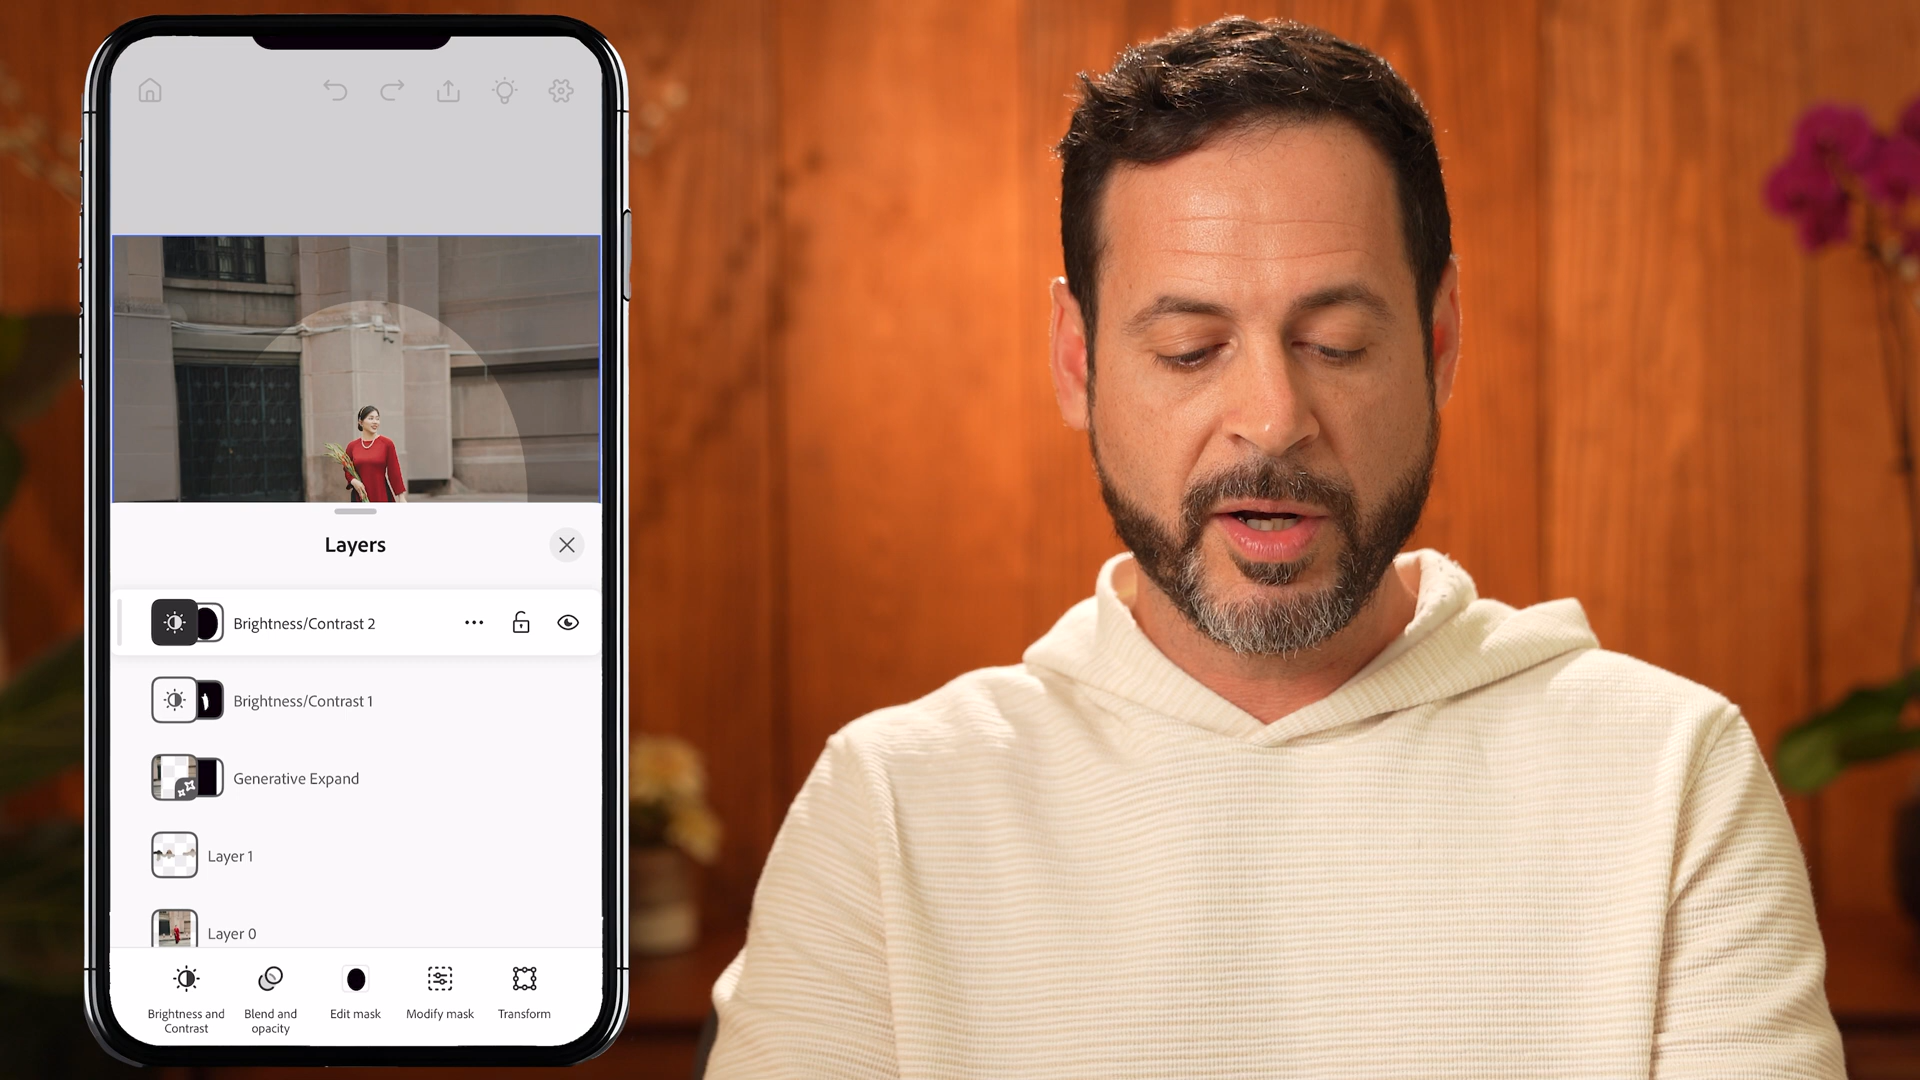 Layers
Brightness/Contrast 2
Brightness/Contrast 1
Generative Expand
Layer 1
Layer 0
Brightness and
Contrast
Blend and
opacity
Edit mask
Modify mask
Transform